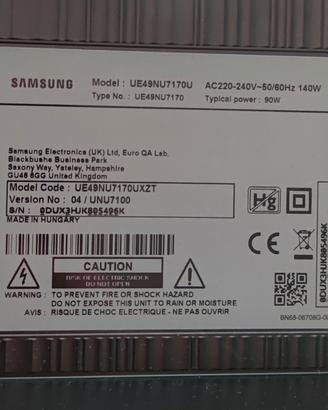 SAMSUNG
Model : UE49NU7170U
AC220-240V~50/60Hz 140W
Type No. : UE49NU7170
Typical power : 90W
Samsung Electronics (UK) Ltd, Euro QA Lab.
Blackbushe Business Park
Saxony Way, Yateley, Hampshire
GU46 6GG United Kingdom
Model Code : UE49NU7170UXZT
Version No : 04 / UNU7100
S/N : 0DUX3HJK805496K
MADE IN HUNGARY
Hg
CE
CAUTION
RISK OF ELECTRIC SHOCK
DO NOT OPEN
WARNING : TO PREVENT FIRE OR SHOCK HAZARD
DO NOT EXPOSE THIS UNIT TO RAIN OR MOISTURE
AVIS : RISQUE DE CHOC ELECTRIQUE - NE PAS OUVRIR
0DUX3HJK805496K